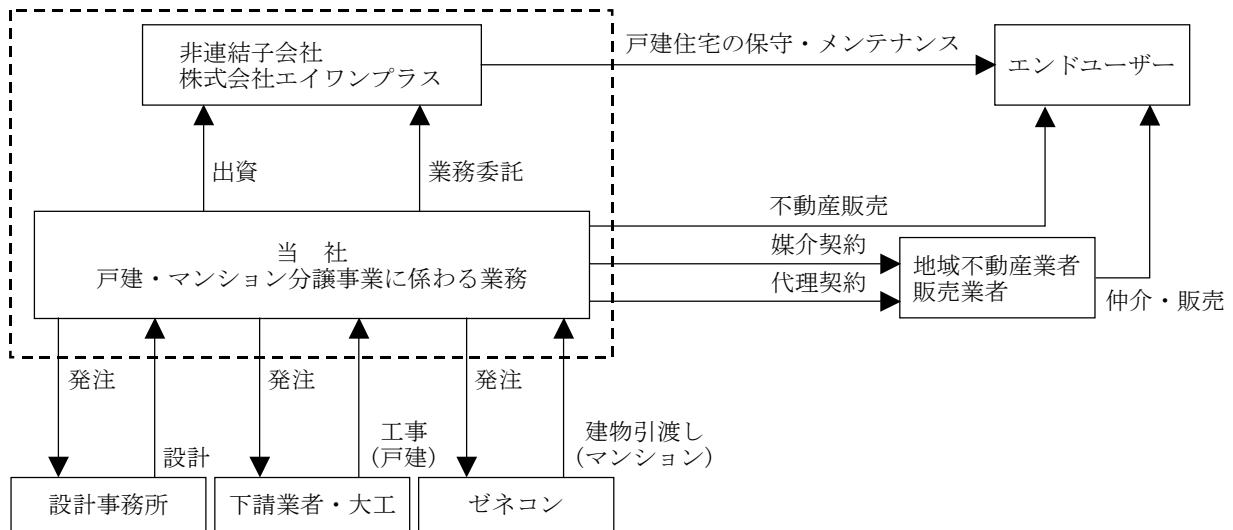 非連結子会社
株式会社エイワンプラス
戸建住宅の保守・メンテナンス
エンドユーザー
出資
業務委託
不動産販売
当　社
戸建・マンション分譲事業に係わる業務
媒介契約
代理契約
地域不動産業者
販売業者
仲介・販売
発注
設計
発注
工事
(戸建)
発注
建物引渡し
(マンション)
設計事務所
下請業者・大工
ゼネコン